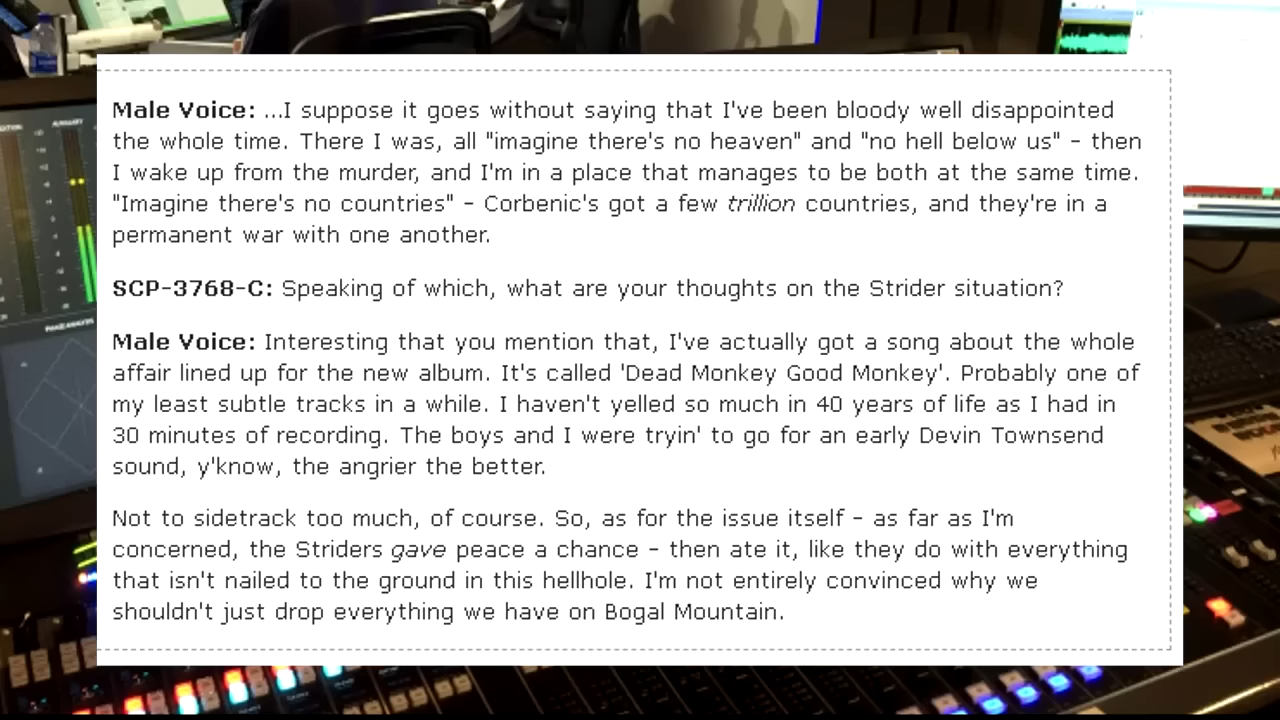 Male Voice: ...I suppose it goes without saying that I've been bloody well disappointed
the whole time. There I was, all "imagine there's no heaven" and "no hell below us" – then
I wake up from the murder, and I'm in a place that manages to be both at the same time.
"Imagine there's no countries" – Corbenic's got a few trillion countries, and they're in a
permanent war with one another.
SCP-3768-C: Speaking of which, what are your thoughts on the Strider situation?
Male Voice: Interesting that you mention that, I've actually got a song about the whole
affair lined up for the new album. It's called 'Dead Monkey Good Monkey'. Probably one of
my least subtle tracks in a while. I haven't yelled so much in 40 years of life as I had in
30 minutes of recording. The boys and I were tryin' to go for an early Devin Townsend
sound, y'know, the angrier the better.
Not to sidetrack too much, of course. So, as for the issue itself – as far as I'm
concerned, the Striders gave peace a chance – then ate it, like they do with everything
that isn't nailed to the ground in this hellhole. I'm not entirely convinced why we
shouldn't just drop everything we have on Bogal Mountain.